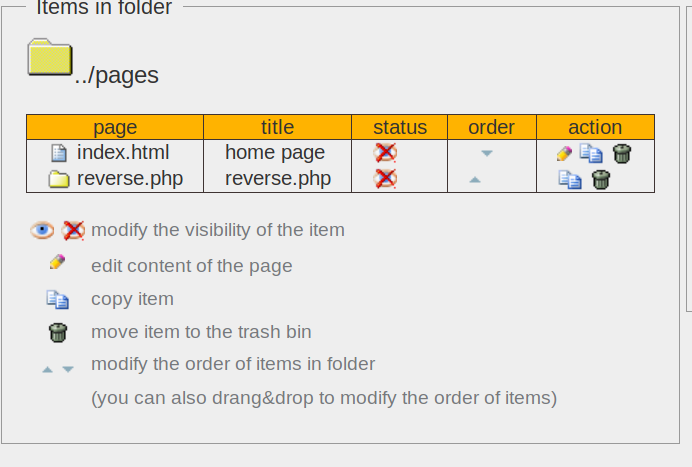 Items in folder
../pages
page title status order action
index.html home page
reverse.php reverse.php
modify the visibility of the item
edit content of the page
copy item
move item to the trash bin
modify the order of items in folder
(you can also drang&drop to modify the order of items)